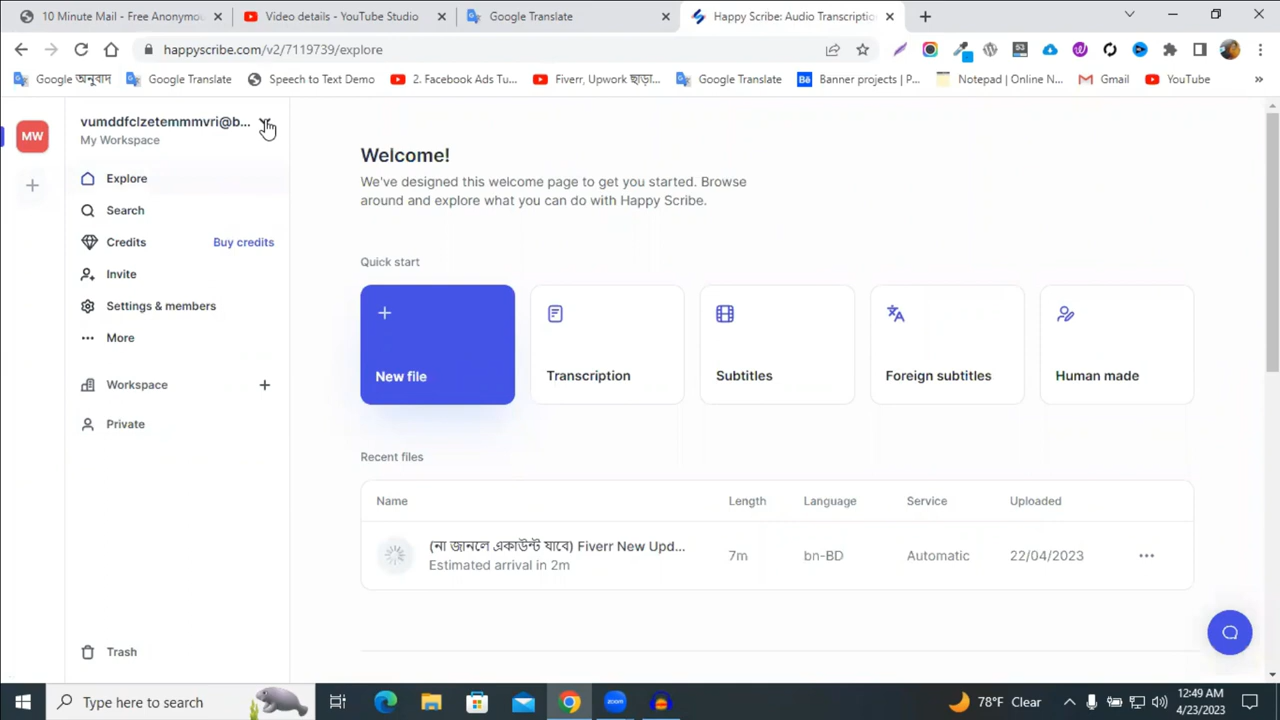 10 Minute Mail - Free Anonymo
Video details - YouTube Studio
Google Translate
Happy Scribe: Audio Transcriptio
happyscribe.com/v2/7119739/explore
Google অনুবাদ
Google Translate
Speech to Text Demo
2. Facebook Ads Tu...
Fiverr, Upwork ছাড়া...
Google Translate
Bē
Banner projects | P...
Notepad | Online N...
Gmail
YouTube
MW
vumddfclzetemmmvri@b...
My Workspace
Explore
Search
Credits
Buy credits
Invite
Settings & members
More
Workspace
Private
Trash
Welcome!
We've designed this welcome page to get you started. Browse
around and explore what you can do with Happy Scribe.
Quick start
New file
Transcription
Subtitles
Foreign subtitles
Human made
Recent files
Name
Length
Language
Service
Uploaded
(না জানলে একাউন্ট যাবে) Fiverr New Upd...
Estimated arrival in 2m
7m
bn-BD
Automatic
22/04/2023
Type here to search
zoom
78°F Clear
12:49 AM
4/23/2023